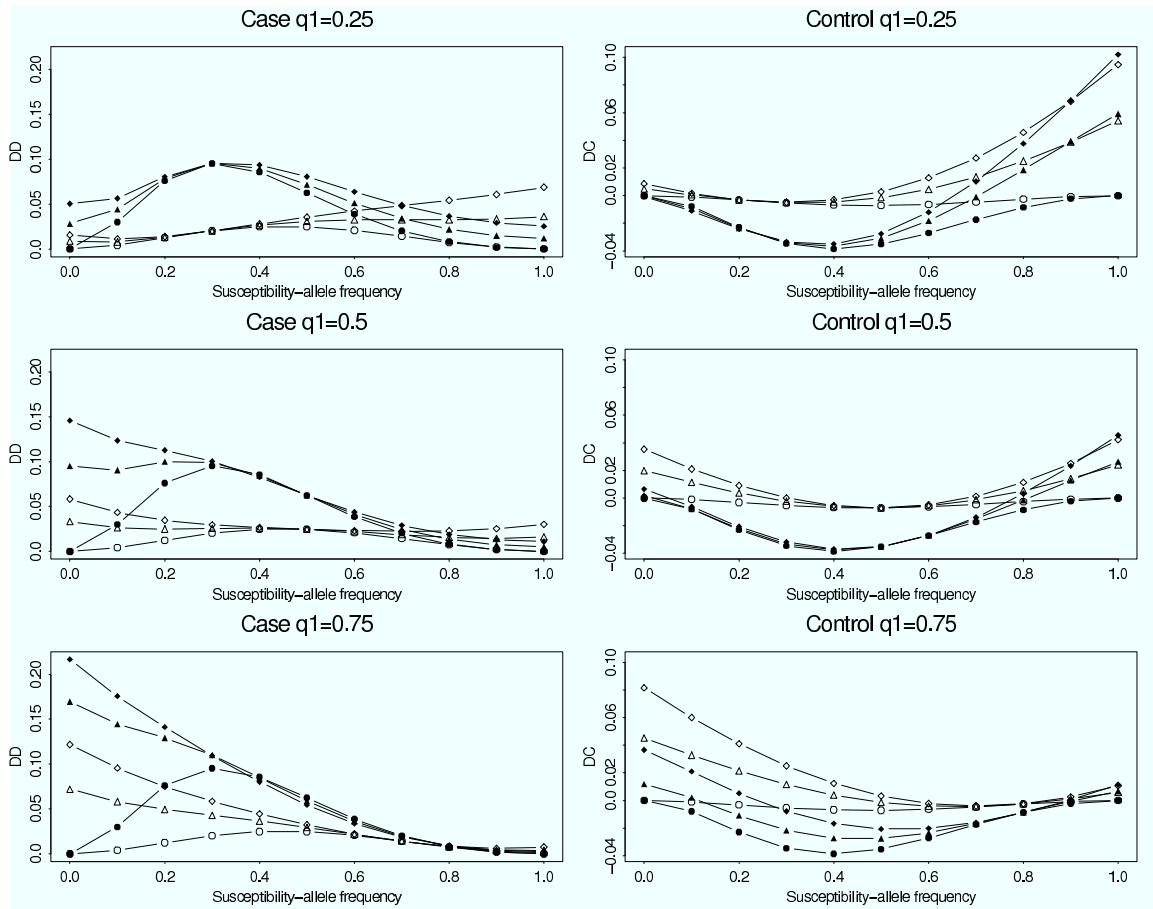 Case q1=0.25
DD
0.00 0.05 0.10 0.15 0.20
0.0 0.2 0.4 0.6 0.8 1.0
Susceptibility−allele frequency
Control q1=0.25
DC
−0.04 0.02 0.06 0.10
0.0 0.2 0.4 0.6 0.8 1.0
Susceptibility−allele frequency
Case q1=0.5
DD
0.0 0.05 0.10 0.15 0.20
0.0 0.2 0.4 0.6 0.8 1.0
Susceptibility−allele frequency
Control q1=0.5
DC
−0.04 0.02 0.06 0.10
0.0 0.2 0.4 0.6 0.8 1.0
Susceptibility−allele frequency
Case q1=0.75
DD
0.0 0.05 0.10 0.15 0.20
0.0 0.2 0.4 0.6 0.8 1.0
Susceptibility−allele frequency
Control q1=0.75
DC
−0.04 0.02 0.06 0.10
0.0 0.2 0.4 0.6 0.8 1.0
Susceptibility−allele frequency